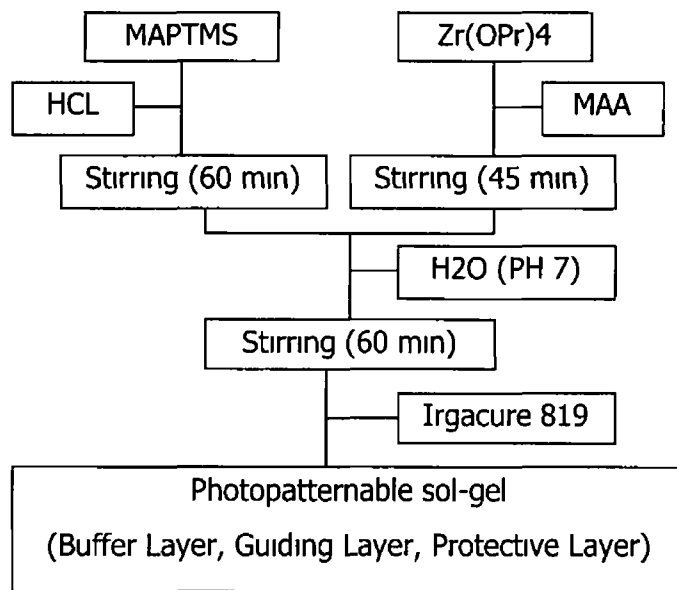 MAPTMS
Zr(OPr)4
HCL
MAA
Stirring (60 min)
Stirring (45 min)
H2O (PH 7)
Stirring (60 min)
Irgacure 819
Photopatternable sol-gel
(Buffer Layer, Guiding Layer, Protective Layer)